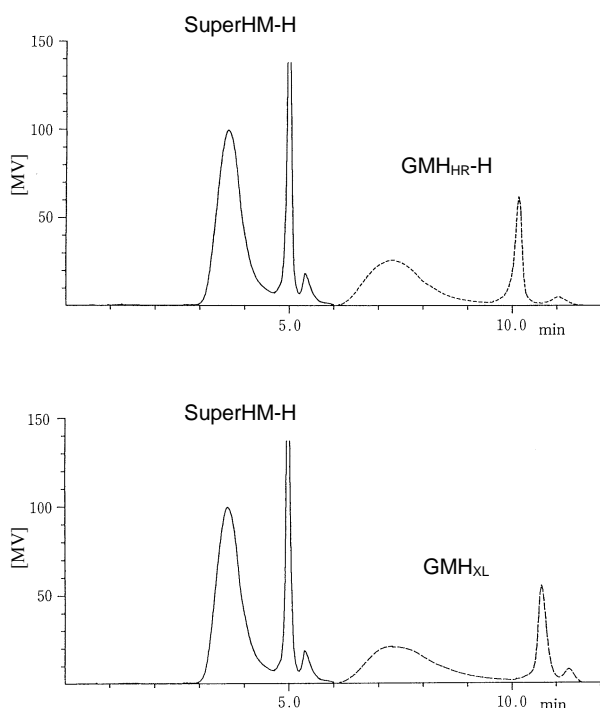 SuperHM-H
150
100
[MV]
GMHHR-H
50
5.0
10.0 min
SuperHM-H
150
100
[MV]
GMHXL
50
5.0
10.0 min